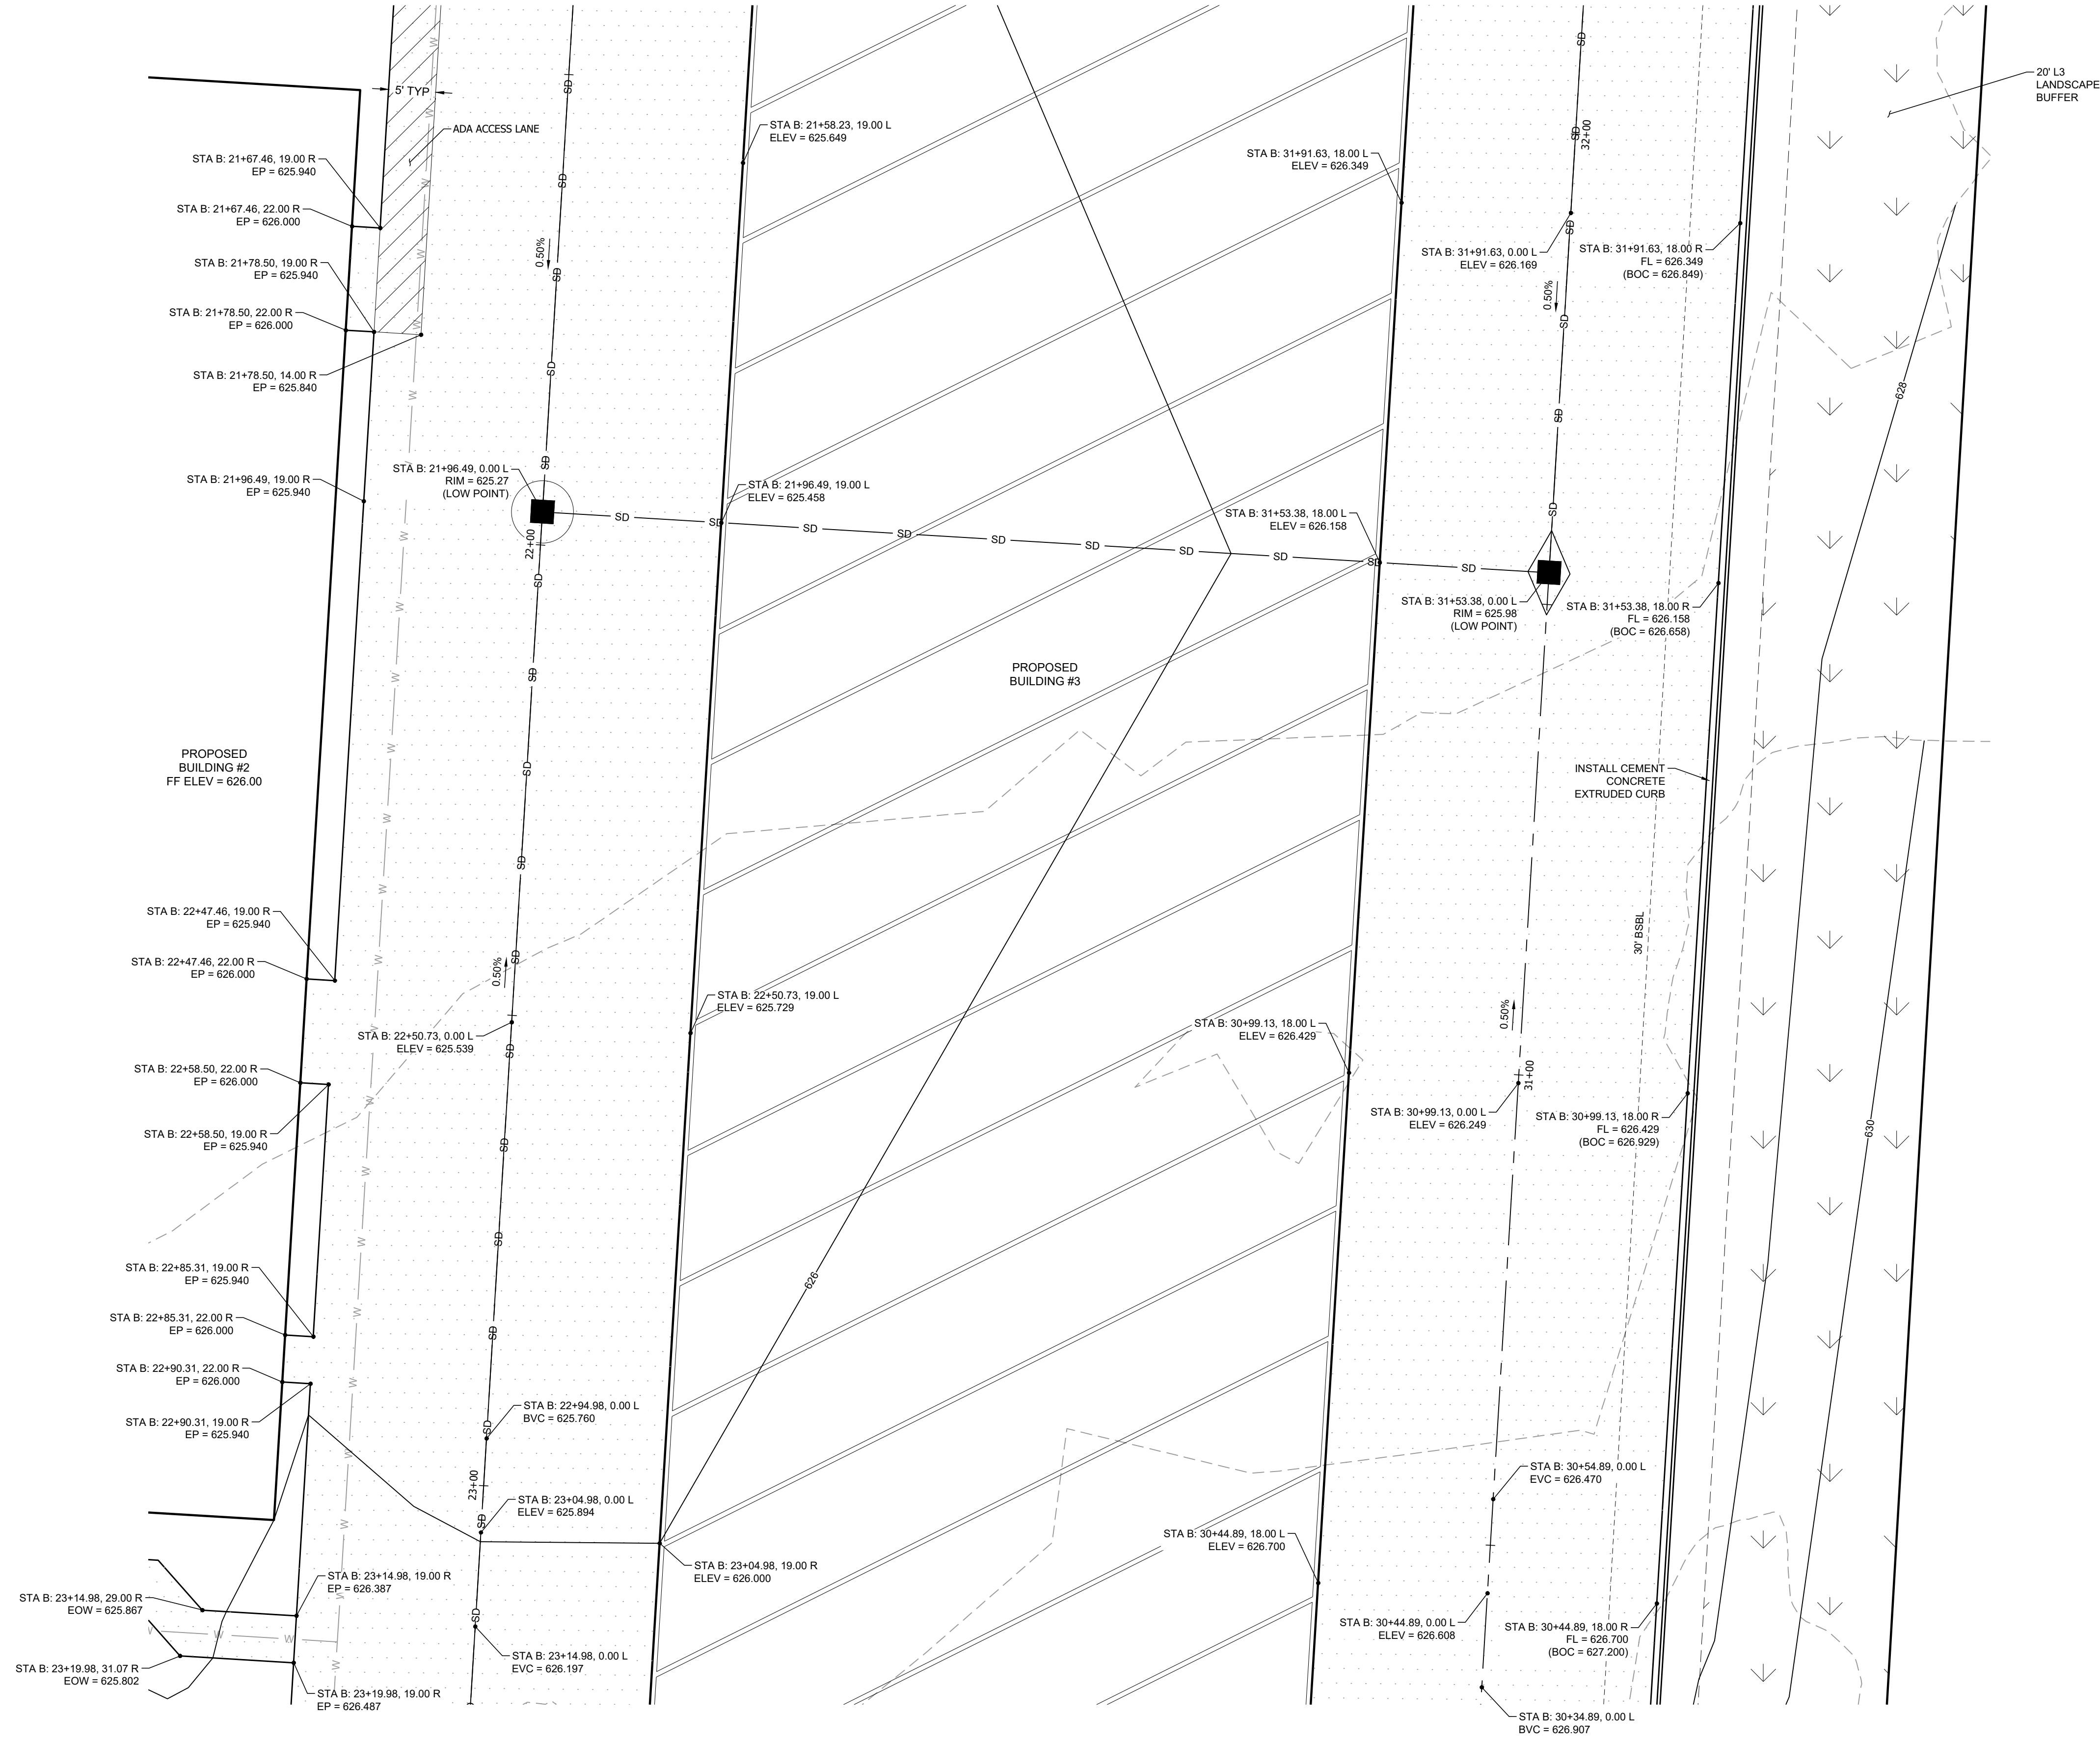 5' TYP
ADA ACCESS LANE
STA B: 21+67.46, 19.00 R
EP = 625.940
STA B: 21+67.46, 22.00 R
EP = 626.000
STA B: 21+78.50, 19.00 R
EP = 625.940
STA B: 21+78.50, 22.00 R
EP = 626.000
STA B: 21+78.50, 14.00 R
EP = 625.840
STA B: 21+96.49, 19.00 R
EP = 625.940
PROPOSED
BUILDING #2
FF ELEV = 626.00
STA B: 22+47.46, 19.00 R
EP = 625.940
STA B: 22+47.46, 22.00 R
EP = 626.000
STA B: 22+58.50, 22.00 R
EP = 626.000
STA B: 22+58.50, 19.00 R
EP = 625.940
STA B: 22+85.31, 19.00 R
EP = 625.940
STA B: 22+85.31, 22.00 R
EP = 626.000
STA B: 22+90.31, 22.00 R
EP = 626.000
STA B: 22+90.31, 19.00 R
EP = 625.940
STA B: 23+14.98, 29.00 R
EOW = 625.867
STA B: 23+19.98, 31.07 R
EOW = 625.802
STA B: 23+14.98, 19.00 R
EP = 626.387
STA B: 23+19.98, 19.00 R
EP = 626.487
0.50%
STA B: 21+96.49, 0.00 L
RIM = 625.27
(LOW POINT)
22+00
0.50%
STA B: 22+50.73, 0.00 L
ELEV = 625.539
STA B: 22+94.98, 0.00 L
BVC = 625.760
23+00
STA B: 23+04.98, 0.00 L
ELEV = 625.894
STA B: 23+14.98, 0.00 L
EVC = 626.197
STA B: 21+58.23, 19.00 L
ELEV = 625.649
STA B: 21+96.49, 19.00 L
ELEV = 625.458
STA B: 22+50.73, 19.00 L
ELEV = 625.729
STA B: 23+04.98, 19.00 R
ELEV = 626.000
SD SD SD SD SD SD SD SD SD SD
PROPOSED
BUILDING #3
626
STA B: 31+91.63, 18.00 L
ELEV = 626.349
STA B: 31+53.38, 18.00 L
ELEV = 626.158
STA B: 30+99.13, 18.00 L
ELEV = 626.429
STA B: 30+44.89, 18.00 L
ELEV = 626.700
32+00
STA B: 31+91.63, 0.00 L
ELEV = 626.169
0.50%
STA B: 31+91.63, 18.00 R
FL = 626.349
(BOC = 626.849)
STA B: 31+53.38, 0.00 L
RIM = 625.98
(LOW POINT)
STA B: 31+53.38, 18.00 R
FL = 626.158
(BOC = 626.658)
INSTALL CEMENT
CONCRETE
EXTRUDED CURB
30' BSBL
0.50%
31+00
STA B: 30+99.13, 0.00 L
ELEV = 626.249
STA B: 30+99.13, 18.00 R
FL = 626.429
(BOC = 626.929)
STA B: 30+54.89, 0.00 L
EVC = 626.470
STA B: 30+44.89, 0.00 L
ELEV = 626.608
STA B: 30+44.89, 18.00 R
FL = 626.700
(BOC = 627.200)
STA B: 30+34.89, 0.00 L
BVC = 626.907
20' L3
LANDSCAPE
BUFFER
628
630